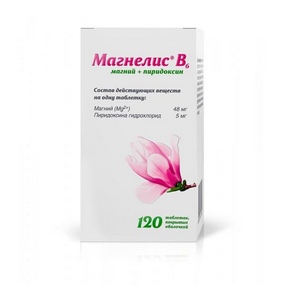 Магнелис® B₆
магний + пиридоксин
Состав действующих веществ
на одну таблетку:
Магний (Mg²⁺) 48 мг
Пиридоксина гидрохлорид 5 мг
120 таблеток,
покрытых
оболочкой